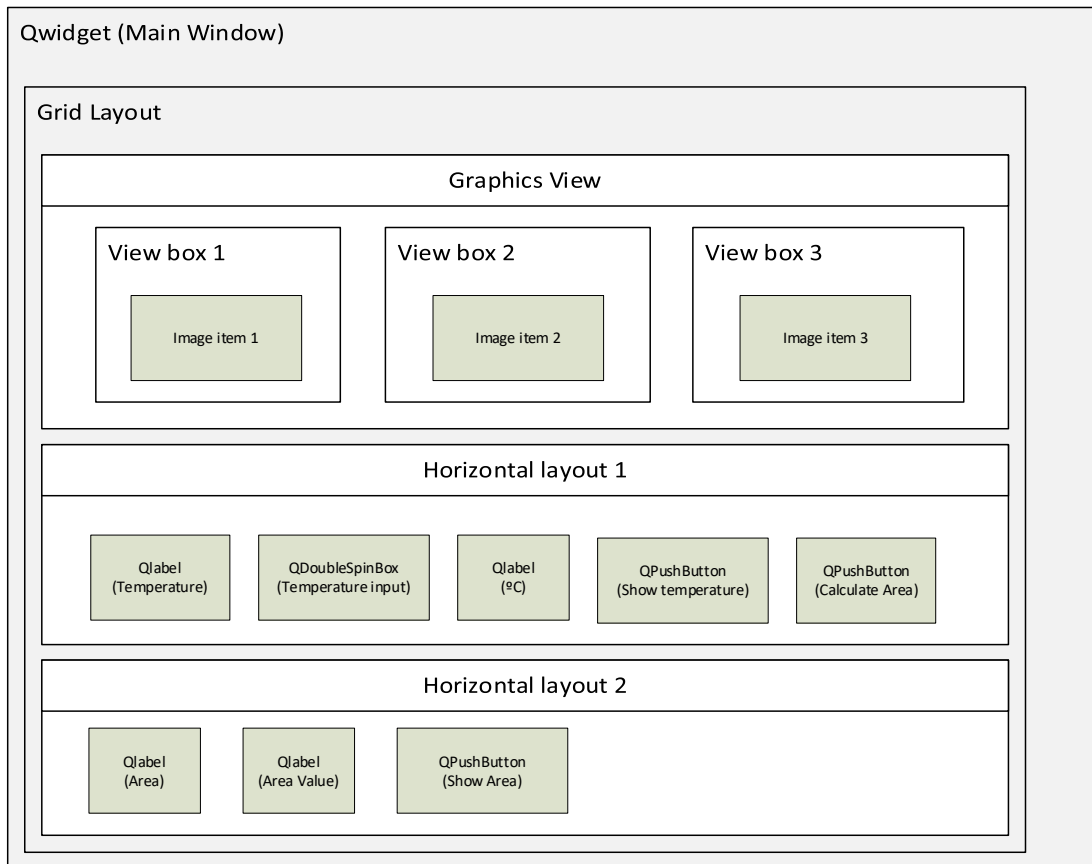 Qwidget (Main Window)
Grid Layout
Graphics View
View box 1
View box 2
View box 3
Image item 1
Image item 2
Image item 3
Horizontal layout 1
Qlabel
(Temperature)
QDoubleSpinBox
(Temperature input)
Qlabel
(ºC)
QPushButton
(Show temperature)
QPushButton
(Calculate Area)
Horizontal layout 2
Qlabel
(Area)
Qlabel
(Area Value)
QPushButton
(Show Area)